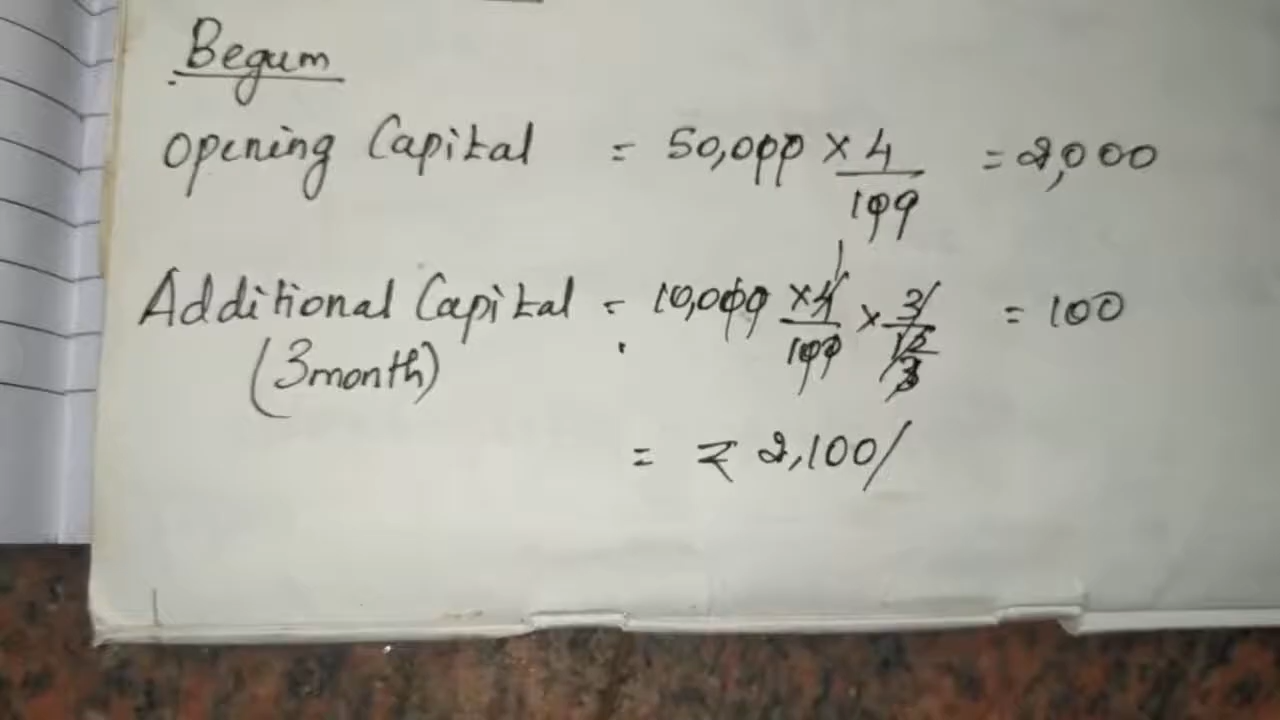 Begum
Opening Capital = 50,000 × 4/100 = 2,000
Additional Capital = 10,000 × 4/100 × 3/12 = 100
(3month)
= ₹ 2,100/